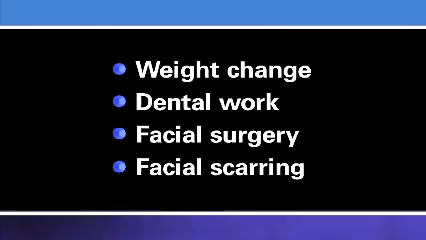 Weight change
Dental work
Facial surgery
Facial scarring